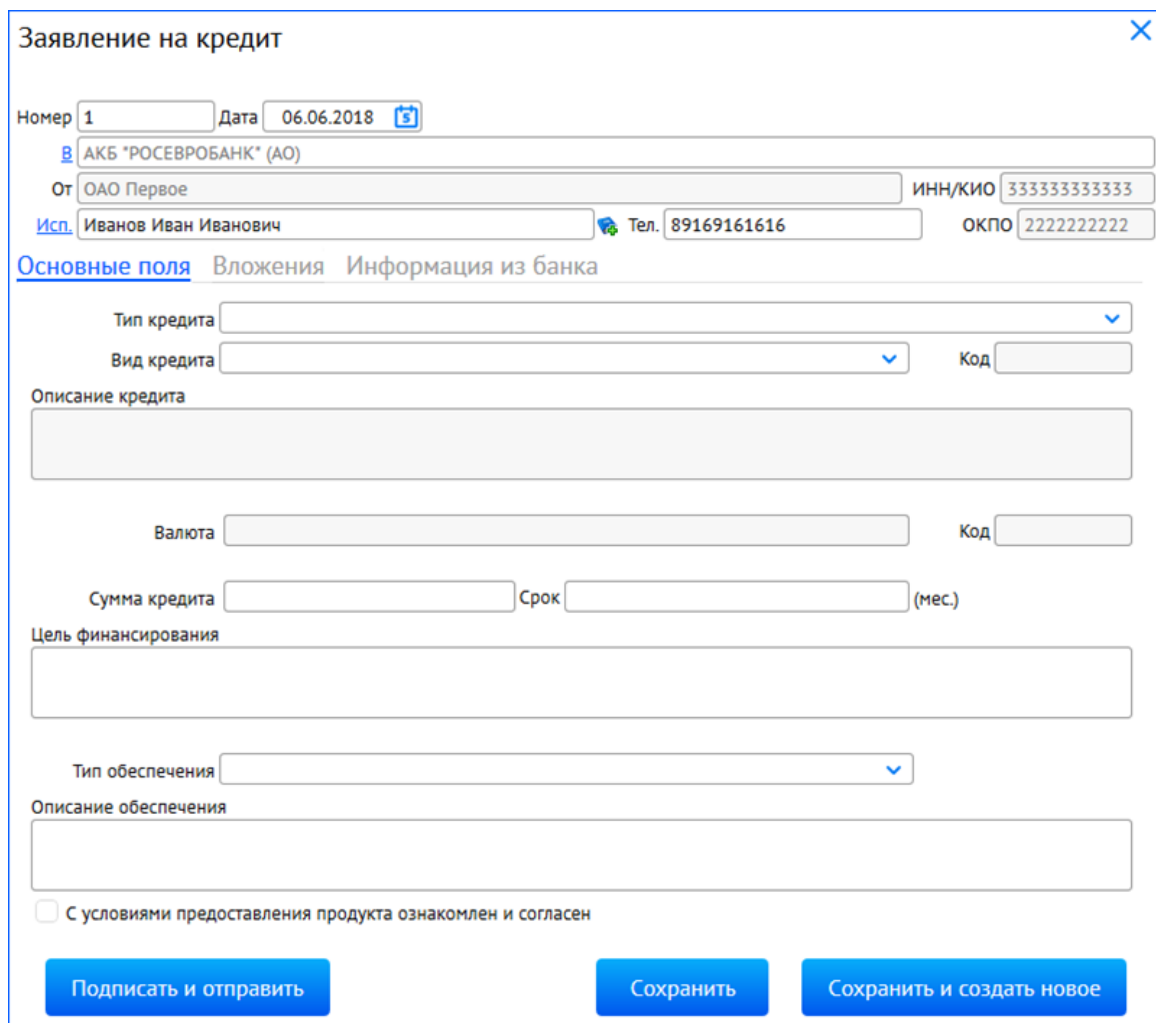 Заявление на кредит
Номер 1 Дата 06.06.2018
В АКБ "РОСЕВРОБАНК" (АО)
От ОАО Первое ИНН/КИО 333333333333
Исп. Иванов Иван Иванович Тел. 89169161616 ОКПО 2222222222
Основные поля Вложения Информация из банка
Тип кредита
Вид кредита Код
Описание кредита
Валюта Код
Сумма кредита Срок (мес.)
Цель финансирования
Тип обеспечения
Описание обеспечения
С условиями предоставления продукта ознакомлен и согласен
Подписать и отправить Сохранить Сохранить и создать новое